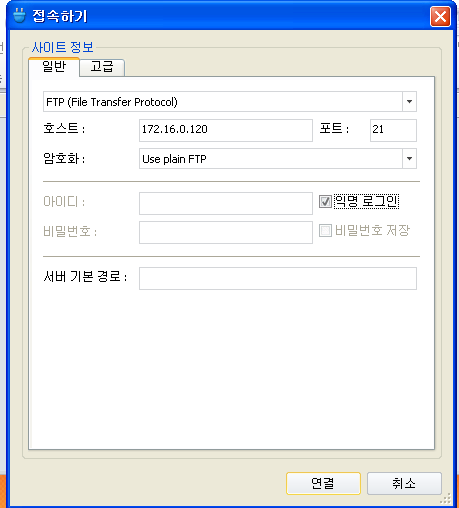 접속하기
사이트 정보
일반 고급
FTP (File Transfer Protocol)
호스트 : 172.16.0.120 포트 : 21
암호화 : Use plain FTP
아이디 : 익명 로그인
비밀번호 : 비밀번호 저장
서버 기본 경로 :
연결 취소